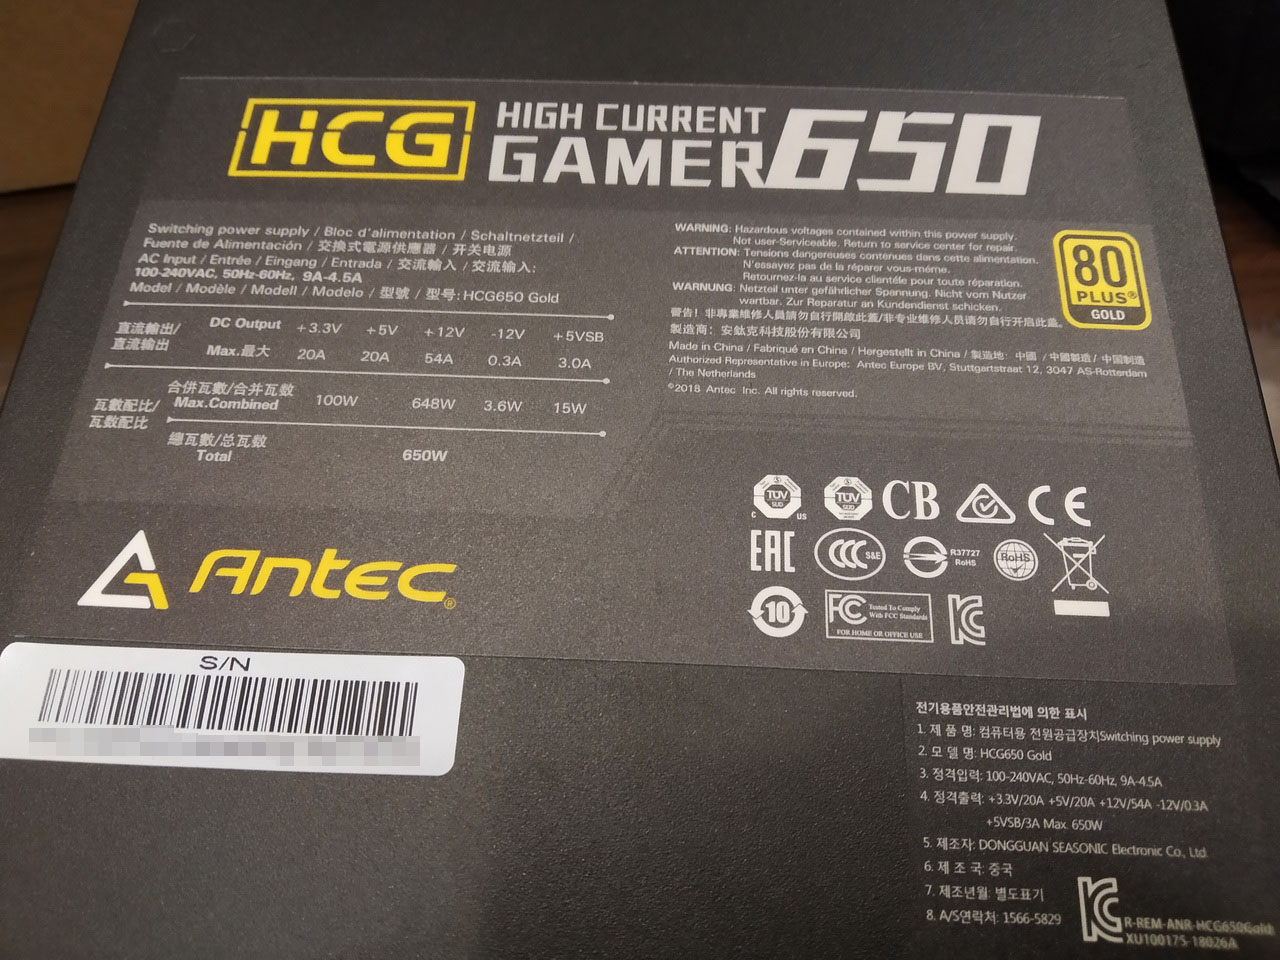 HCG HIGH CURRENT GAMER 650
Switching power supply / Bloc d'alimentation / Schaltnetzteil /
Fuente de Alimentación / 交換式電源供應器 / 开关电源
AC Input / Entrée / Eingang / Entrada / 交流輸入 / 交流输入:
100-240VAC, 50Hz-60Hz, 9A-4.5A
Model / Modèle / Modell / Modelo / 型號 / 型号: HCG650 Gold
直流輸出/
直流输出
DC Output +3.3V +5V +12V -12V +5VSB
Max.最大 20A 20A 54A 0.3A 3.0A
瓦數配比/
瓦数配比
合併瓦數/合并瓦数
Max.Combined 100W 648W 3.6W 15W
總瓦數/总瓦数
Total 650W
WARNING: Hazardous voltages contained within this power supply.
Not user-Serviceable. Return to service center for repair.
ATTENTION: Tensions dangereuses contenues dans cette alimentation.
N'essayez pas de la réparer vous-même.
Retournez-la au service clientèle pour toute réparation.
WARNUNG: Netzteil unter gefährlicher Spannung. Nicht vom Nutzer
wartbar. Zur Reparatur an Kundendienst schicken.
警告! 非專業維修人員請勿自行開啟此蓋/非专业维修人员请勿自行开启此盖。
製造商: 安鈦克科技股份有限公司
Made in China / Fabriqué en Chine / Hergestellt in China / 製造地: 中國 / 中國製造 / 中国制造
Authorized Representative in Europe: Antec Europe BV, Stuttgartstraat 12, 3047 AS-Rotterdam
/ The Netherlands
©2018 Antec Inc. All rights reserved.
80
PLUS®
GOLD
TÜV
SÜD
C US
TÜV
SÜD
CB
CE
EAC
CCC S&E
R37727
RoHS
RoHS
10
FC Tested To Comply
With FCC Standards
FOR HOME OR OFFICE USE
Antec®
S/N
전기용품안전관리법에 의한 표시
1. 제 품 명: 컴퓨터용 전원공급장치Switching power supply
2. 모 델 명: HCG650 Gold
3. 정격입력: 100-240VAC, 50Hz-60Hz, 9A-4.5A
4. 정격출력: +3.3V/20A +5V/20A +12V/54A -12V/0.3A
+5VSB/3A Max. 650W
5. 제조자: DONGGUAN SEASONIC Electronic Co., Ltd.
6. 제 조 국: 중국
7. 제조년월: 별도표기
8. A/S연락처: 1566-5829
R-REM-ANR-HCG650Gold
XU100175-18026A